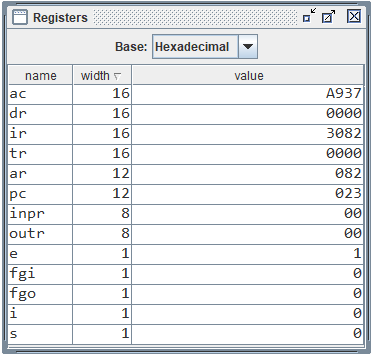 Registers
Base: Hexadecimal
name width value
ac 16 A937
dr 16 0000
ir 16 3082
tr 16 0000
ar 12 082
pc 12 023
inpr 8 00
outr 8 00
e 1 1
fgi 1 0
fgo 1 0
i 1 0
s 1 0